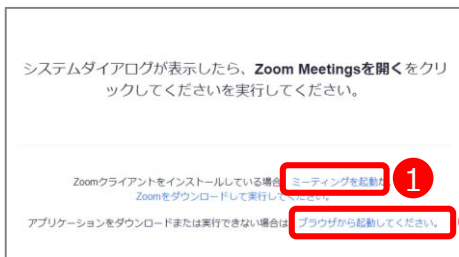 システムダイアログが表示したら、Zoom Meetingsを開くをクリ
ックしてくださいを実行してください。
Zoomクライアントをインストールしている場合 ミーティングを起動か、
1
Zoomをダウンロードして実行してください。
アプリケーションをダウンロードまたは実行できない場合は ブラウザから起動してください。